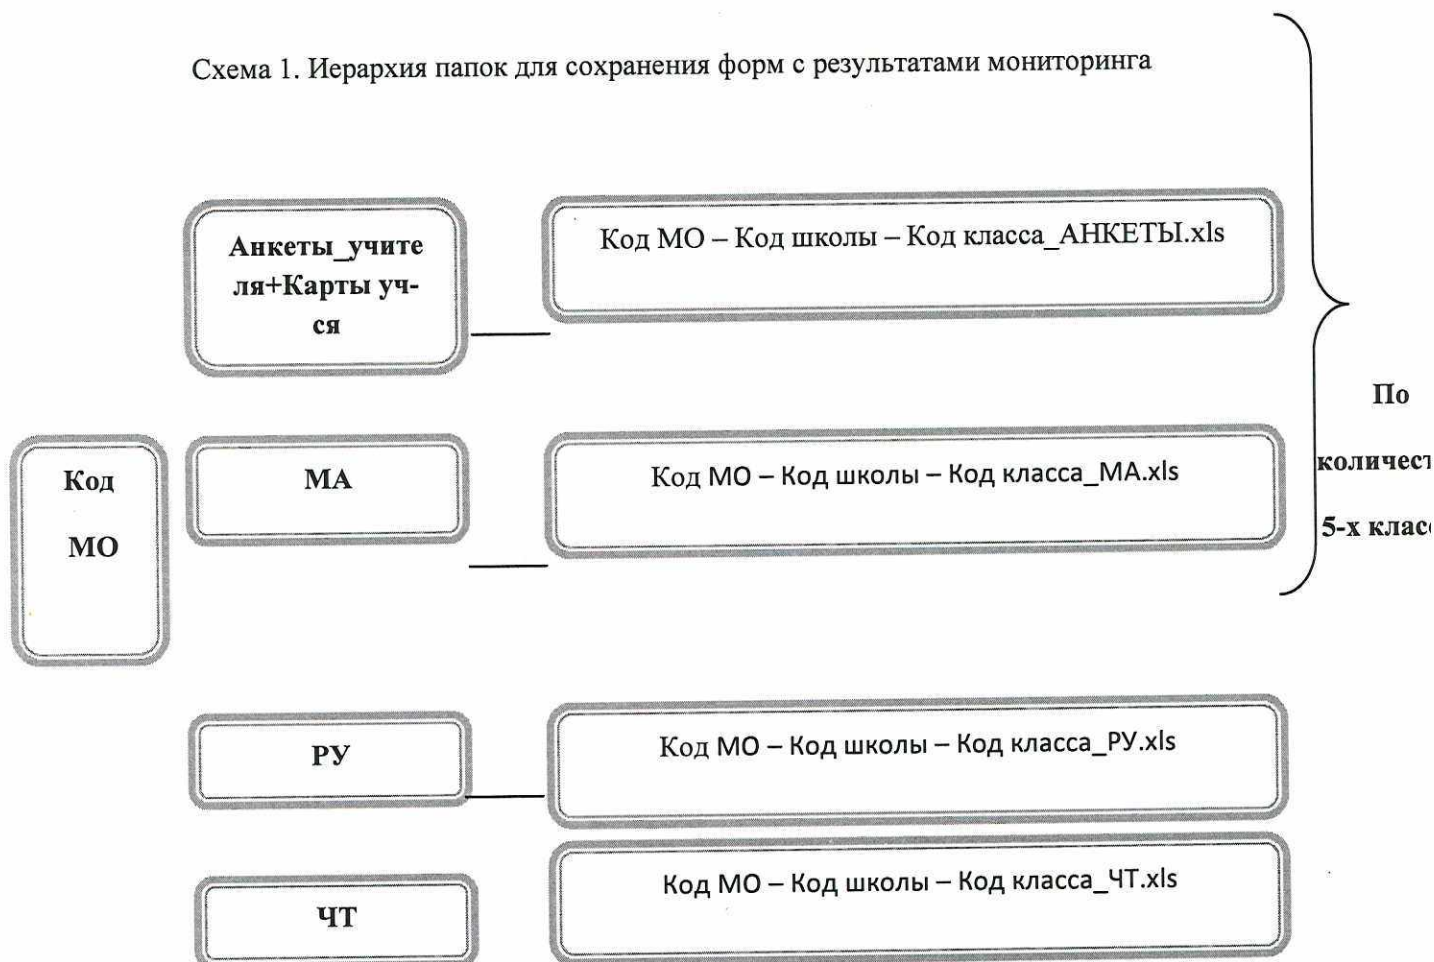 Схема 1. Иерархия папок для сохранения форм с результатами мониторинга
Анкеты_учите
ля+Карты уч-
ся
Код МО – Код школы – Код класса_АНКЕТЫ.xls
По
5-х
Код
МО
МА
Код МО – Код школы – Код класса_МА.xls
РУ
Код МО – Код школы – Код класса_РУ.xls
ЧТ
Код МО – Код школы – Код класса_ЧТ.xls